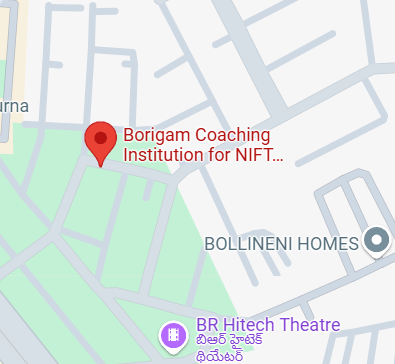 urna
Borigam Coaching
Institution for NIFT...
BOLLINENI HOMES
BR Hitech Theatre
బిఆర్ హైటెక్
థియేటర్